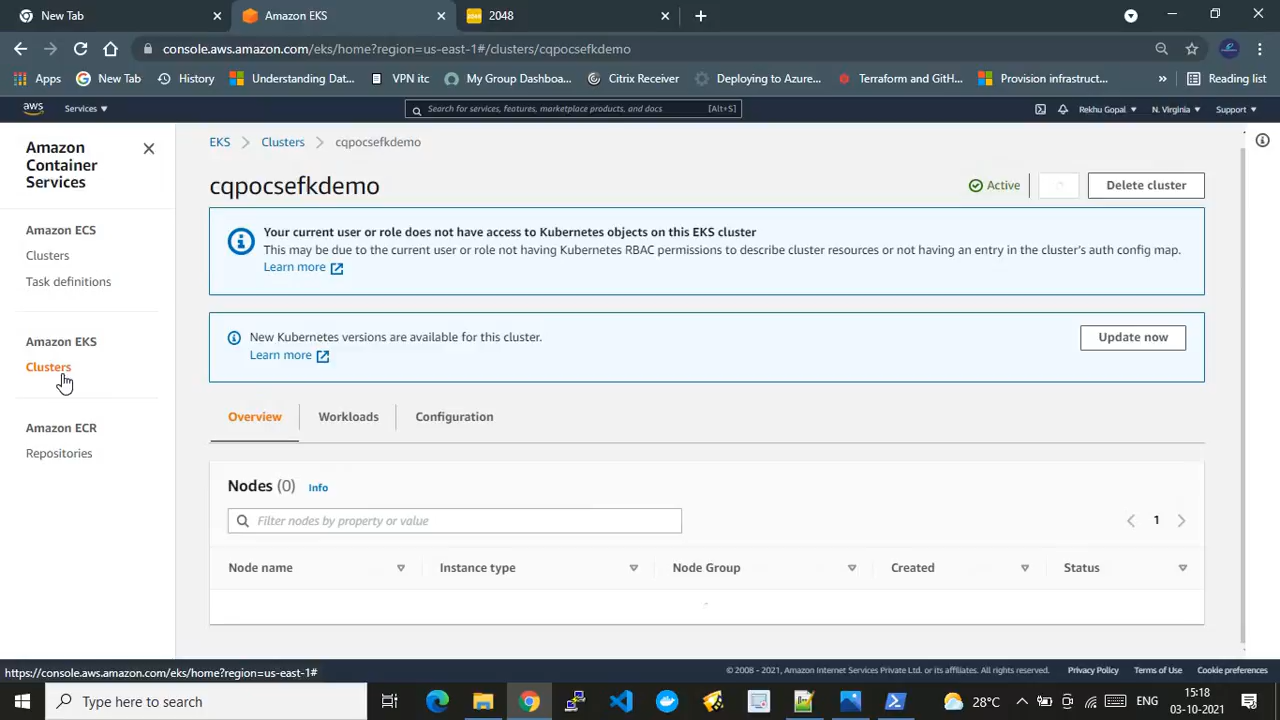 New Tab
Amazon EKS
2048
console.aws.amazon.com/eks/home?region=us-east-1#/clusters/cqpocsefkdemo
Apps
New Tab
History
Understanding Dat...
VPN itc
My Group Dashboa...
Citrix Receiver
Deploying to Azure...
Terraform and GitH...
Provision infrastruct...
»
Reading list
aws
Services
Search for services, features, marketplace products, and docs
[Alt+S]
Rekhu Gopal
N. Virginia
Support
Amazon
Container
Services
Amazon ECS
Clusters
Task definitions
Amazon EKS
Clusters
Amazon ECR
Repositories
EKS
Clusters
cqpocsefkdemo
cqpocsefkdemo
Active
Delete cluster
Your current user or role does not have access to Kubernetes objects on this EKS cluster
This may be due to the current user or role not having Kubernetes RBAC permissions to describe cluster resources or not having an entry in the cluster's auth config map.
Learn more
New Kubernetes versions are available for this cluster.
Learn more
Update now
Overview
Workloads
Configuration
Nodes (0)
Info
Filter nodes by property or value
1
Node name
Instance type
Node Group
Created
Status
https://console.aws.amazon.com/eks/home?region=us-east-1#
© 2008 - 2021, Amazon Internet Services Private Ltd. or its affiliates. All rights reserved.
Privacy Policy
Terms of Use
Cookie preferences
Type here to search
28°C
ENG
15:18
03-10-2021